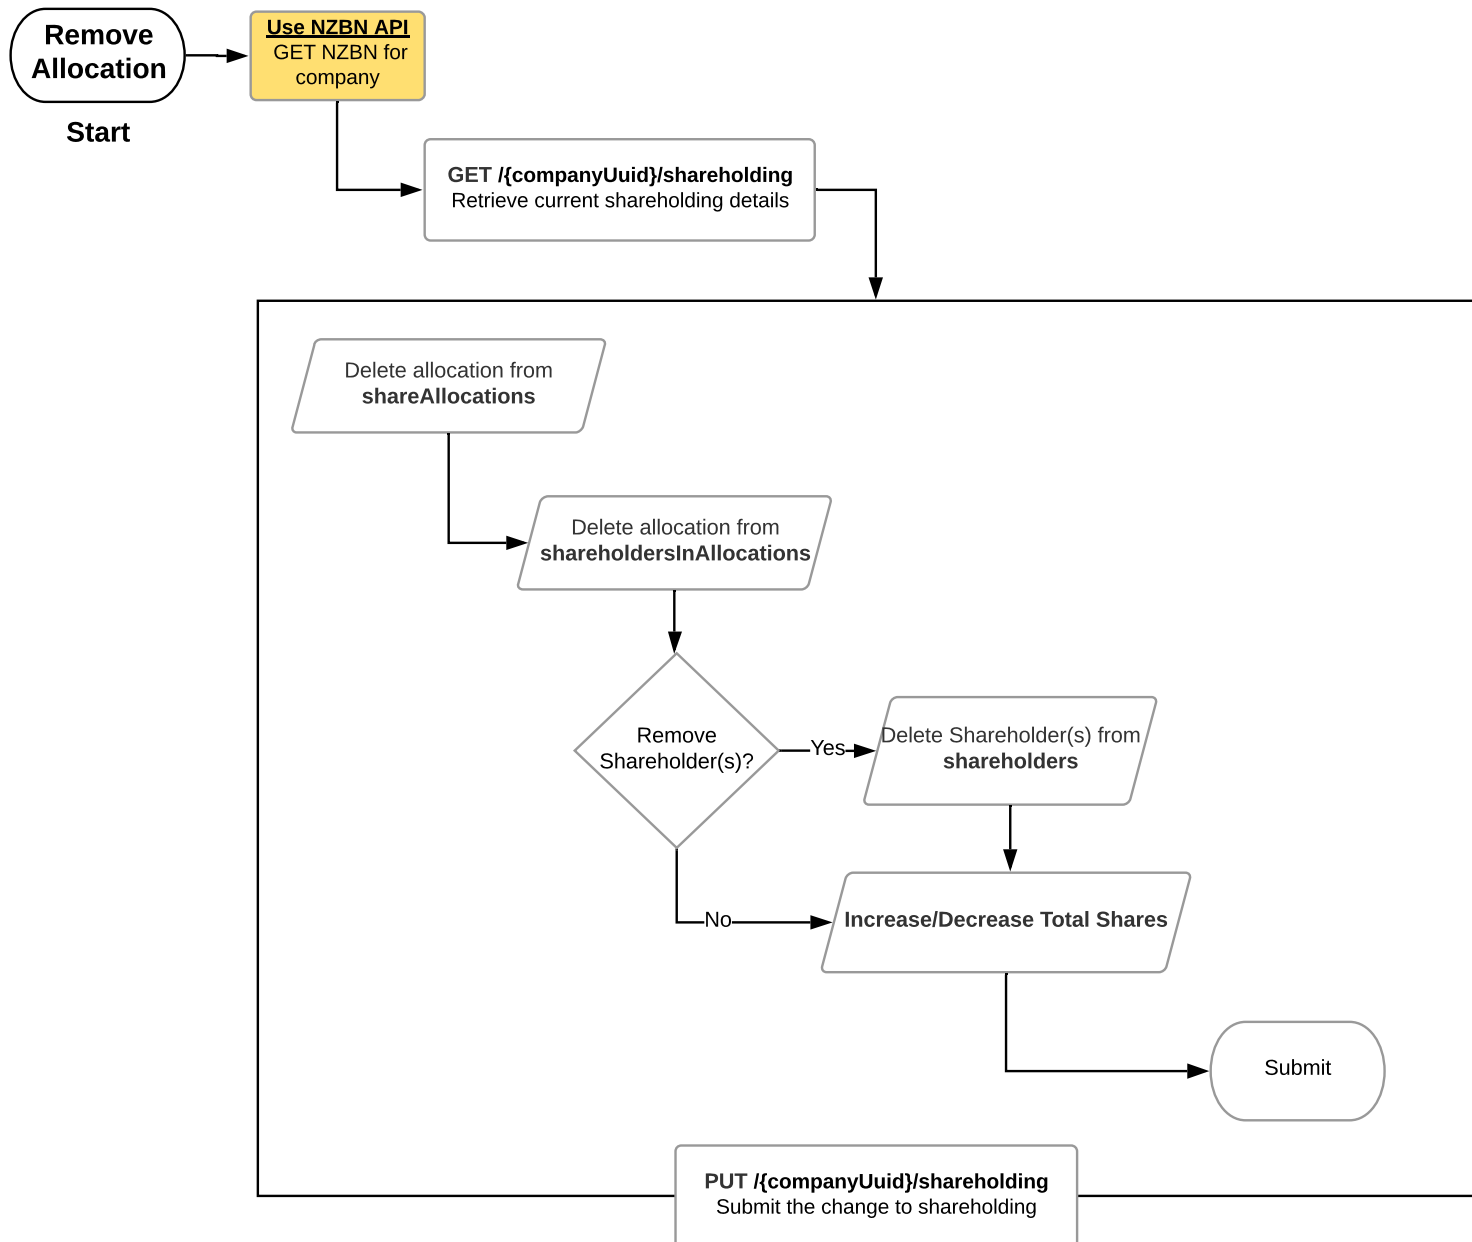 Remove
Allocation
Start
Use NZBN API
GET NZBN for
company
GET /{companyUuid}/shareholding
Retrieve current shareholding details
Delete allocation from
shareAllocations
Delete allocation from
shareholdersInAllocations
Remove
Shareholder(s)?
Yes
Delete Shareholder(s) from
shareholders
No
Increase/Decrease Total Shares
Submit
PUT /{companyUuid}/shareholding
Submit the change to shareholding